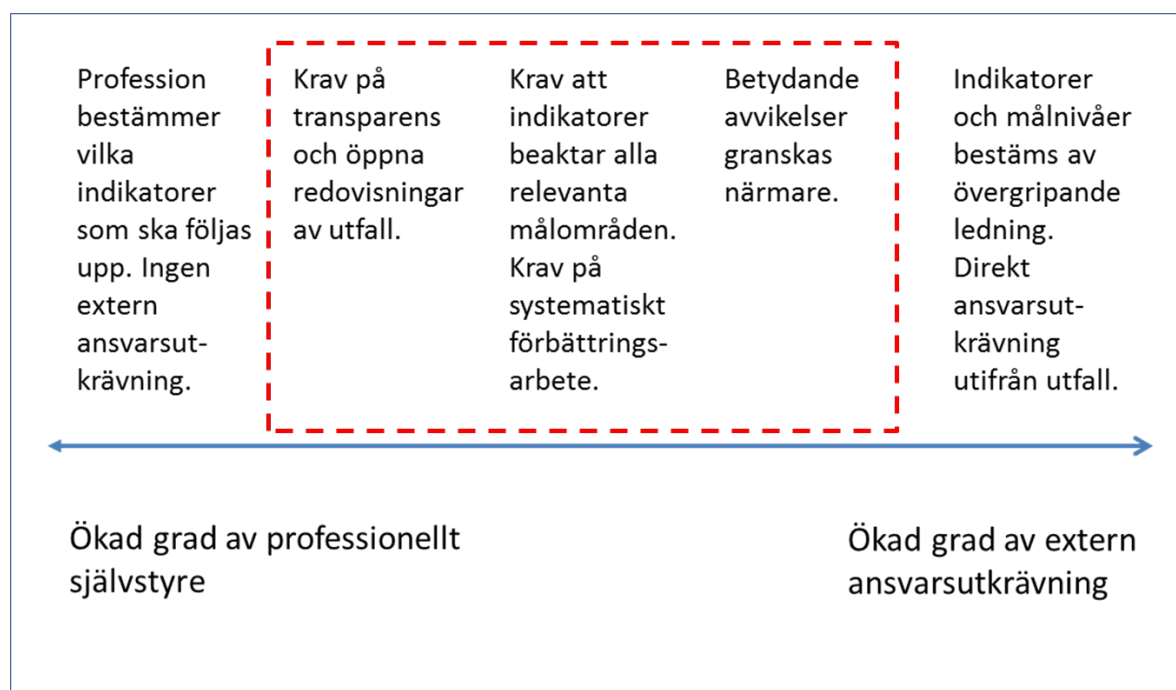 Profession
bestämmer
vilka
indikatorer
som ska följas
upp. Ingen
extern
ansvarsut-
krävning.
Krav på
transparens
och öppna
redovisningar
av utfall.
Krav att
indikatorer
beaktar alla
relevanta
målområden.
Krav på
systematiskt
förbättrings-
arbete.
Betydande
avvikelser
granskas
närmare.
Indikatorer
och målnivåer
bestäms av
övergripande
ledning.
Direkt
ansvarsut-
krävning
utifrån utfall.
Ökad grad av professionellt
självstyre
Ökad grad av extern
ansvarsutkrävning